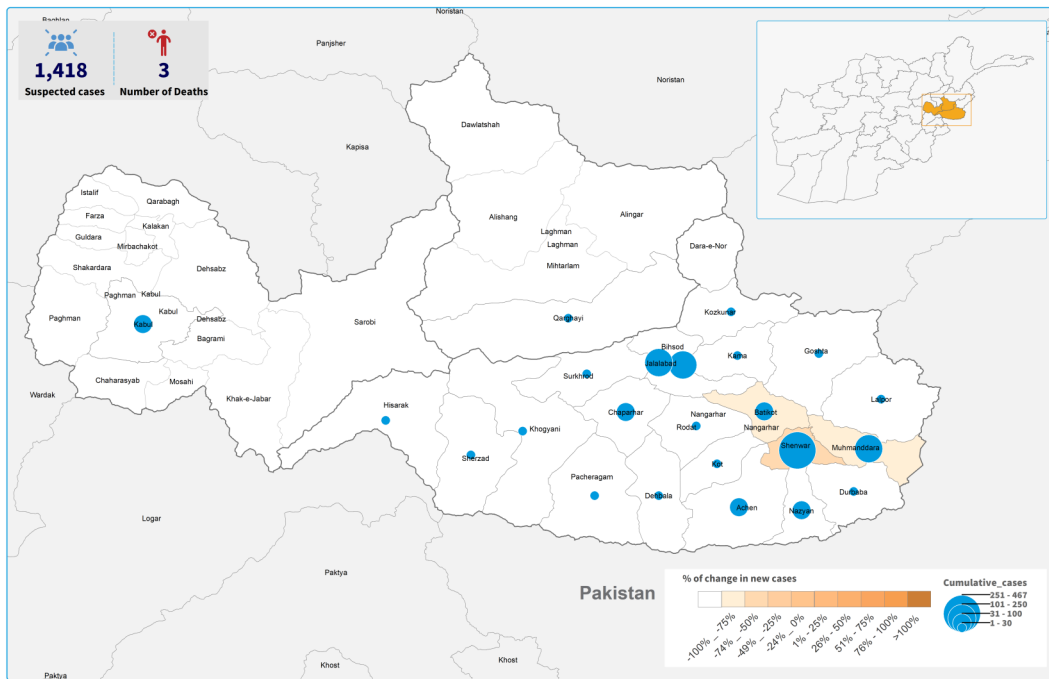 Noristan
Baghlan
Panjsher
1,418
3
Suspected cases
Number of Deaths
Noristan
Dawlatshah
Kapisa
Istalif
Qarabagh
Farza
Kalakan
Guldara
Mirbachakot
Shakardara
Dehsabz
Alishang
Alingar
Laghman
Laghman
Mihtarlam
Dara-e-Nor
Paghman
Kabul
Kabul
Kabul
Dehsabz
Paghman
Bagrami
Sarobi
Qarghayi
Kozkunar
Bihsod
Jalalabad
Kama
Goshta
Chaharasyab
Mosahi
Surkhrod
Wardak
Khak-e-Jabar
Hisarak
Chaparhar
Nangarhar
Batikot
Lalpor
Khogyani
Rodat
Nangarhar
Shenwar
Muhmanddara
Sherzad
Kot
Pacheragam
Dehbala
Durbaba
Achen
Nazyan
Logar
Paktya
Pakistan
% of change in new cases
-100% _ -75%
-74% _ -50%
-49% _ -25%
-24% _ 0%
1% - 25%
26% - 50%
51% - 75%
76% - 100%
>100%
Cumulative_cases
251 - 467
101 - 250
31 - 100
1 - 30
Khost
Khost
Paktya